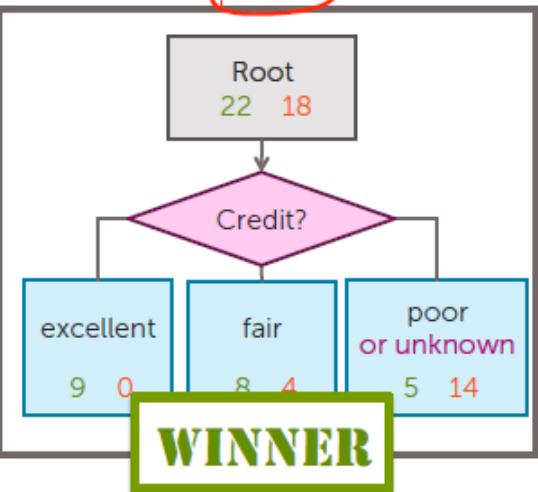 Root
22 18
Credit?
excellent
9 0
fair
8 4
poor
or unknown
5 14
WINNER